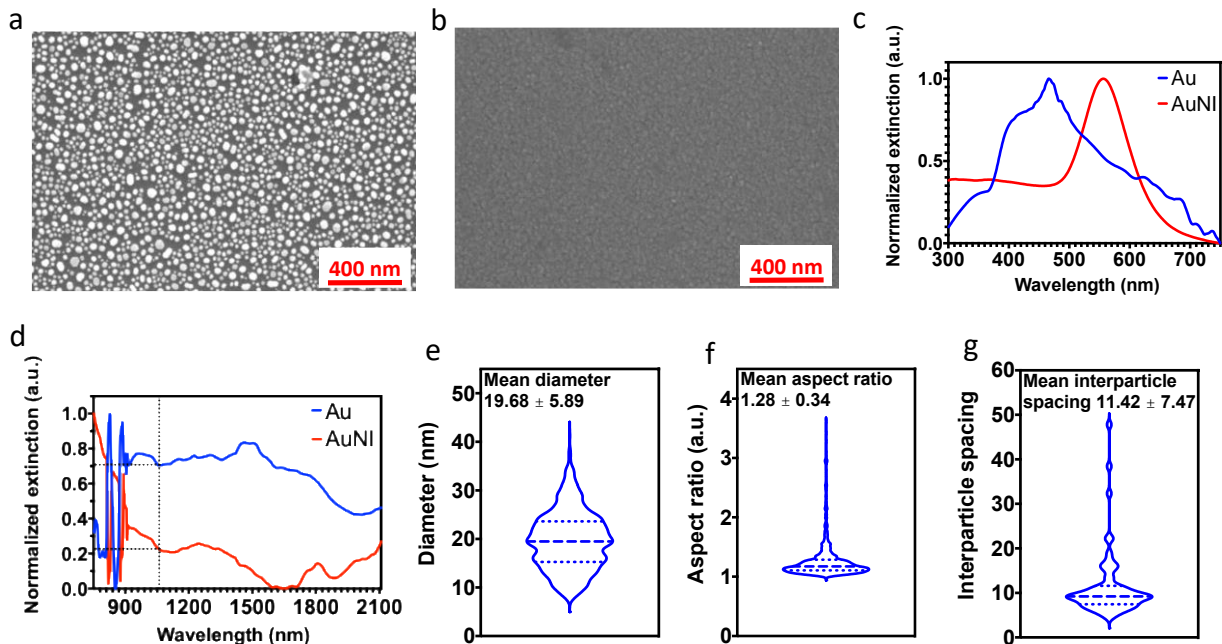 a
400 nm
b
400 nm
c
Norrmalized extinction (a.u.)
1.0
0.5
0.0
300 400 500 600 700
Wavelength (nm)
Au
AuNI
d
Normalized extinction (a.u.)
1.0
0.8
0.6
0.4
0.2
0.0
900 1200 1500 1800 2100
Wavelength (nm)
Au
AuNI
e
Mean diameter
19.68 ± 5.89
Diameter (nm)
50
40
30
20
10
0
f
Mean aspect ratio
1.28 ± 0.34
Aspect ratio (a.u.)
4
3
2
1
0
g
Mean interparticle
spacing 11.42 ± 7.47
Interparticle spacing
60
50
40
30
20
10
0